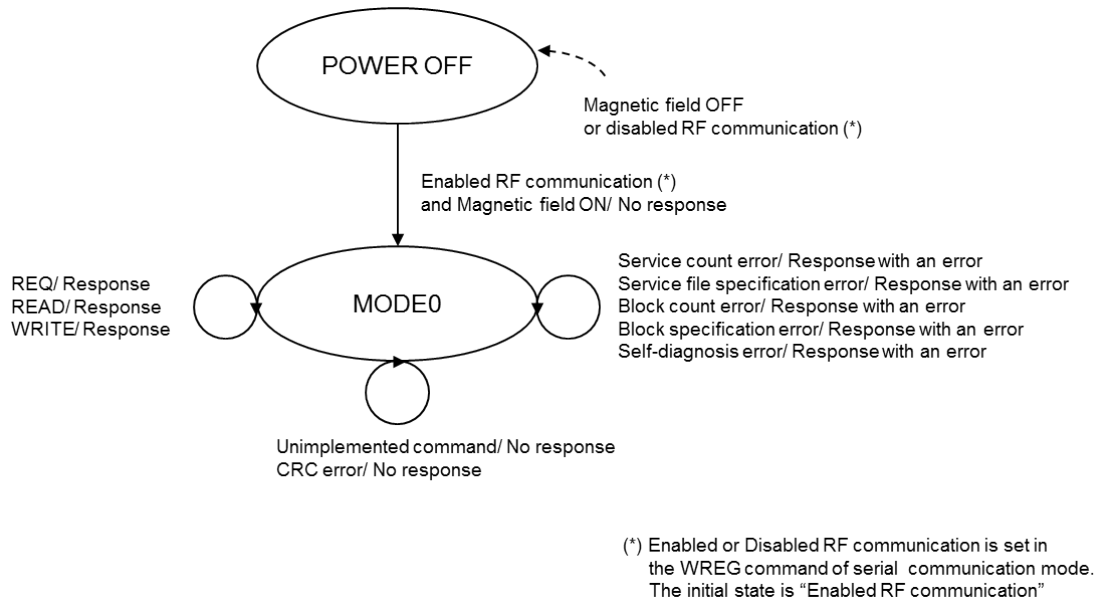 POWER OFF
Magnetic field OFF
or disabled RF communication (*)
Enabled RF communication (*)
and Magnetic field ON/ No response
REQ/ Response
READ/ Response
WRITE/ Response
MODE0
Service count error/ Response with an error
Service file specification error/ Response with an error
Block count error/ Response with an error
Block specification error/ Response with an error
Self-diagnosis error/ Response with an error
Unimplemented command/ No response
CRC error/ No response
(*) Enabled or Disabled RF communication is set in
the WREG command of serial communication mode.
The initial state is “Enabled RF communication”